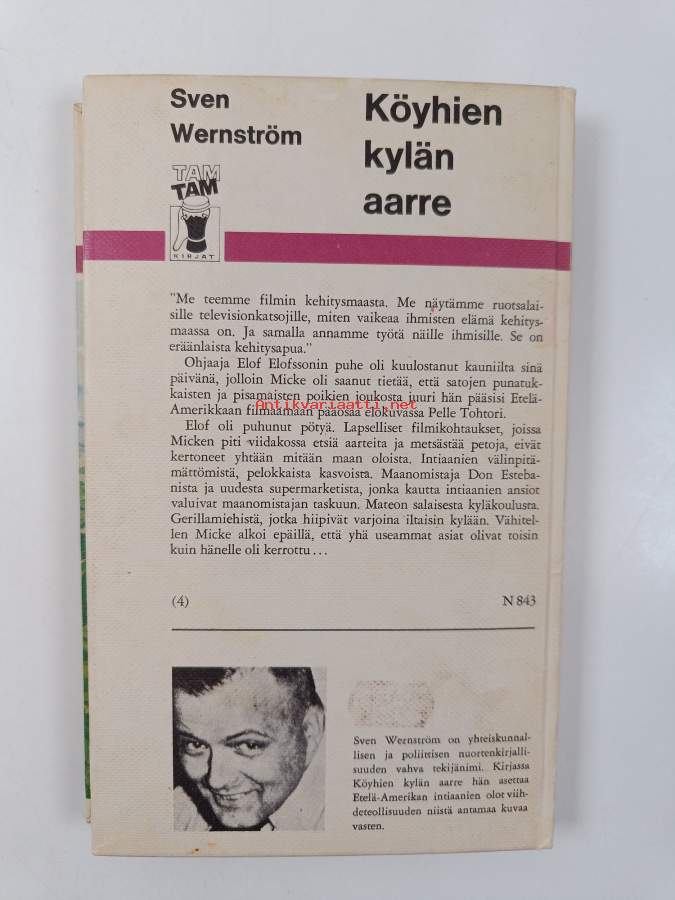 Sven
Wernström
Köyhien
kylän
aarre
TAM
TAM
KIRJAT
"Me teemme filmin kehitysmaasta. Me näytämme ruotsalai-
sille televisionkatsojille, miten vaikeaa ihmisten elämä kehitys-
maassa on. Ja samalla annamme työtä näille ihmisille. Se on
eräänlaista kehitysapua."
Ohjaaja Elof Elofssonin puhe oli kuulostanut kauniilta sinä
päivänä, jolloin Micke oli saanut tietää, että satojen punatuk-
kaisten ja pisamaisten poikien joukosta juuri hän pääsisi Etelä-
Amerikkaan filmaamaan pääosaa elokuvassa Pelle Tohtori.
Antikvariaatti.net
Elof oli puhunut pötyä. Lapselliset filmikohtaukset, joissa
Micken piti viidakossa etsiä aarteita ja metsästää petoja, eivät
kertoneet yhtään mitään maan oloista. Intiaanien välinpitä-
mättömistä, pelokkaista kasvoista. Maanomistaja Don Esteba-
nista ja uudesta supermarketista, jonka kautta intiaanien ansiot
valuivat maanomistajan taskuun. Mateon salaisesta kyläkoulusta.
Gerillamiehistä, jotka hiipivät varjoina iltaisin kylään. Vähitel-
len Micke alkoi epäillä, että yhä useammat asiat olivat toisin
kuin hänelle oli kerrottu...
(4)
N 843
Sven Wernström on yhteiskunnal-
lisen ja poliittisen nuortenkirjalli-
suuden vahva tekijänimi. Kirjassa
Köyhien kylän aarre hän asettaa
Etelä-Amerikan intiaanien olot viih-
deteollisuuden niistä antamaa kuvaa
vasten.